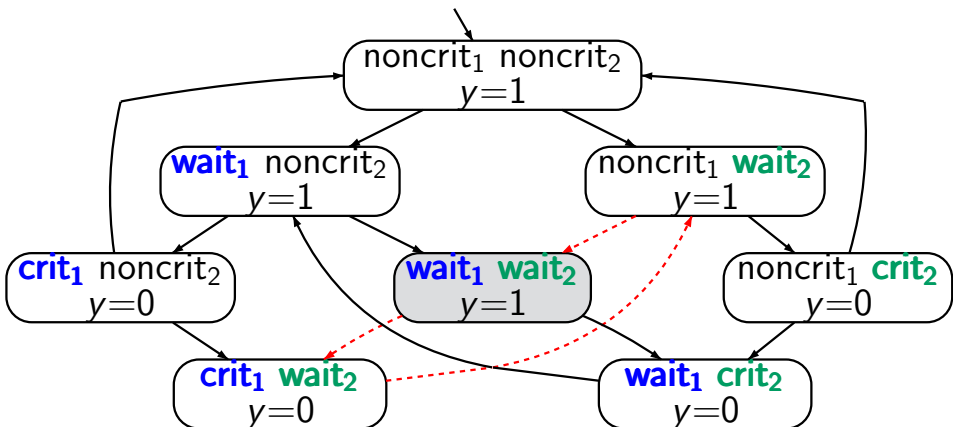 noncrit₁ noncrit₂
y=1
wait₁ noncrit₂
y=1
noncrit₁ wait₂
y=1
crit₁ noncrit₂
y=0
wait₁ wait₂
y=1
noncrit₁ crit₂
y=0
crit₁ wait₂
y=0
wait₁ crit₂
y=0